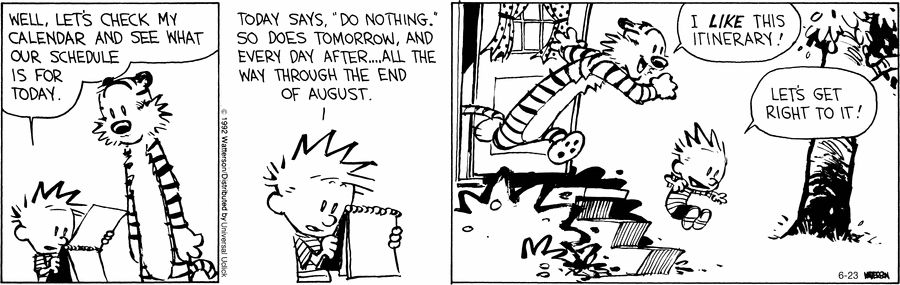 WELL, LET'S CHECK MY
CALENDAR AND SEE WHAT
OUR SCHEDULE
IS FOR
TODAY.
© 1992 Watterson/Distributed by Universal Uclick
TODAY SAYS, "DO NOTHING."
SO DOES TOMORROW, AND
EVERY DAY AFTER....ALL THE
WAY THROUGH THE END
OF AUGUST.
I LIKE THIS
ITINERARY!
LET'S GET
RIGHT TO IT!
6-23 WATTERSON